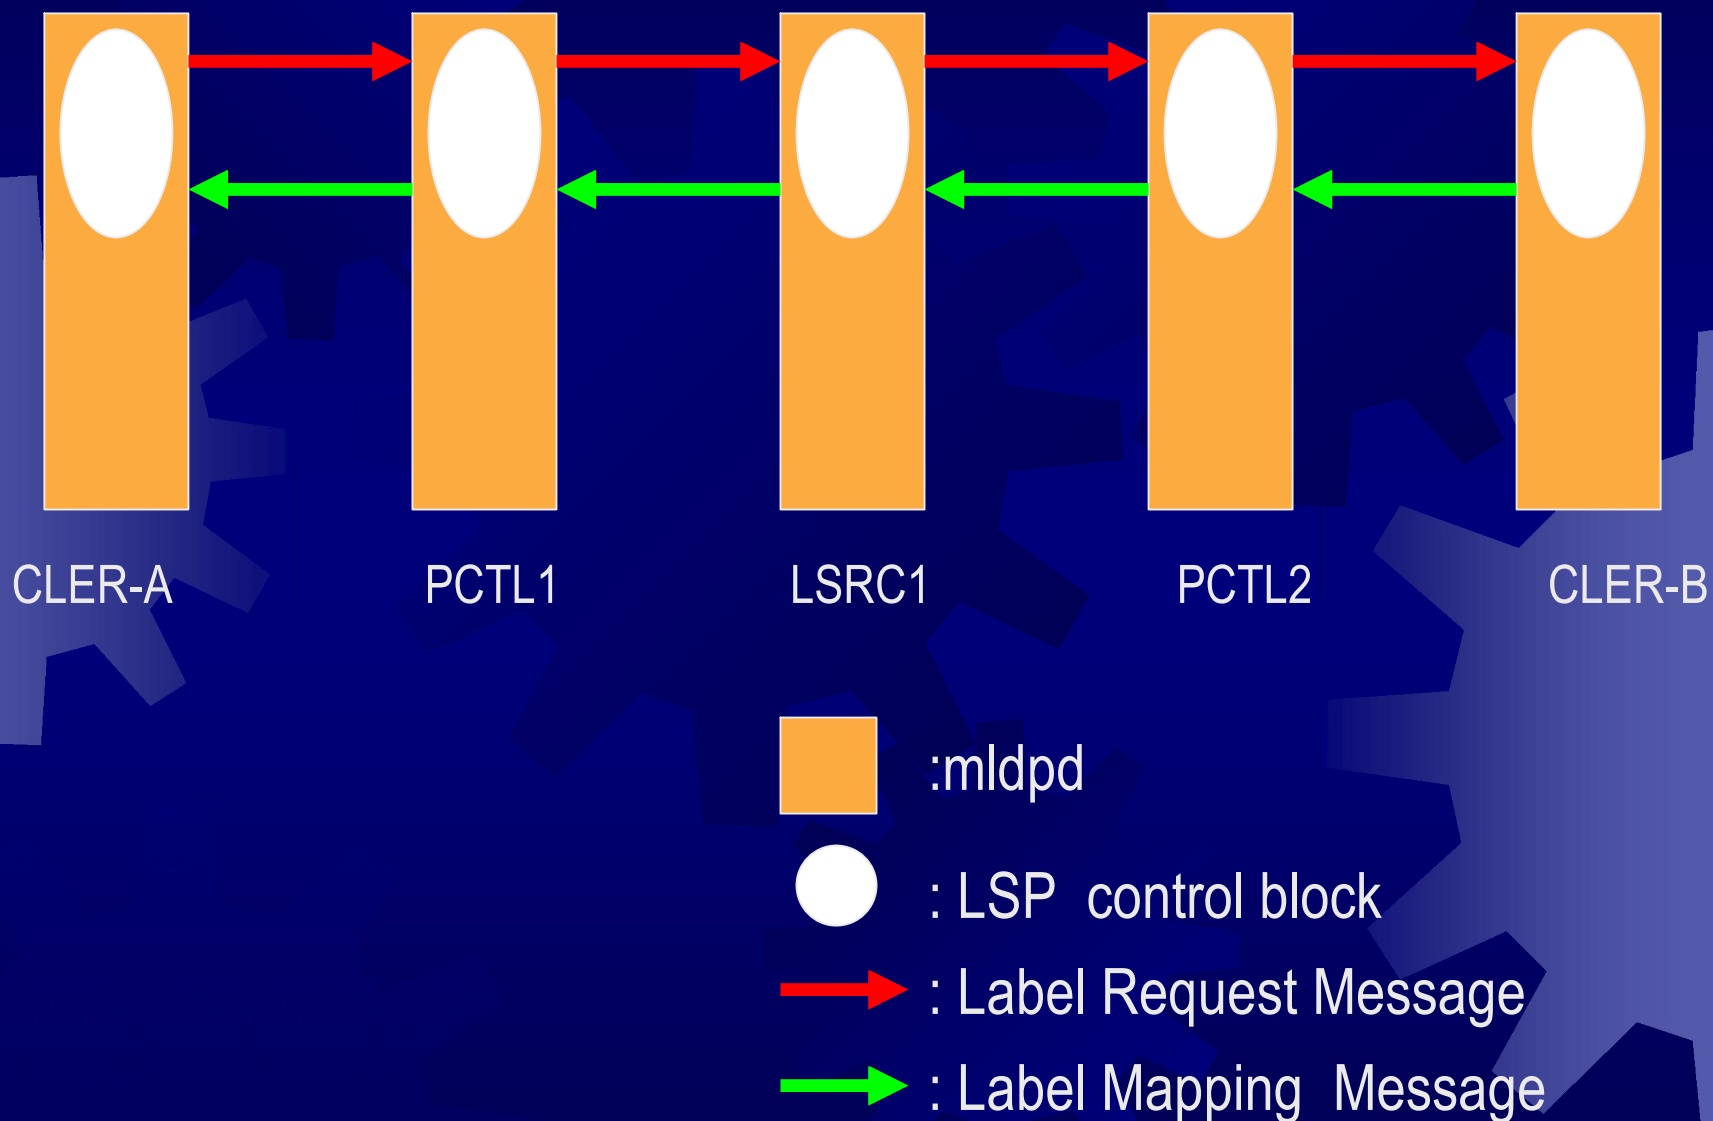 CLER-A PCTL1 LSRC1 PCTL2 CLER-B
:mldpd
: LSP control block
: Label Request Message
: Label Mapping Message